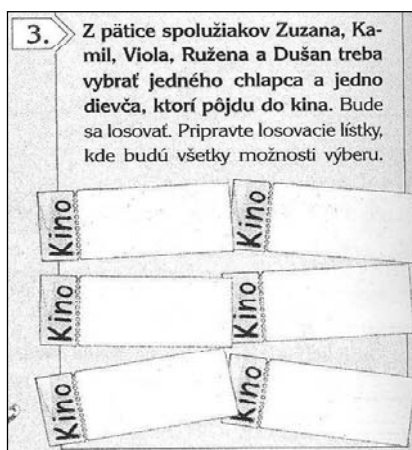 3. Z pätice spolužiakov Zuzana, Ka-
mil, Viola, Ružena a Dušan treba
vybrať jedného chlapca a jedno
dievča, ktorí pôjdu do kina. Bude
sa losovať. Pripravte losovacie lístky,
kde budú všetky možnosti výberu.
Kino
Kino
Kino
Kino
Kino
Kino